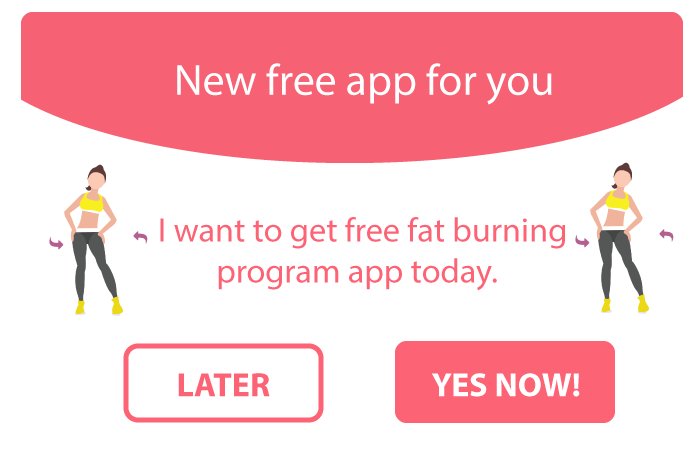 New free app for you
I want to get free fat burning
program app today.
LATER
YES NOW!